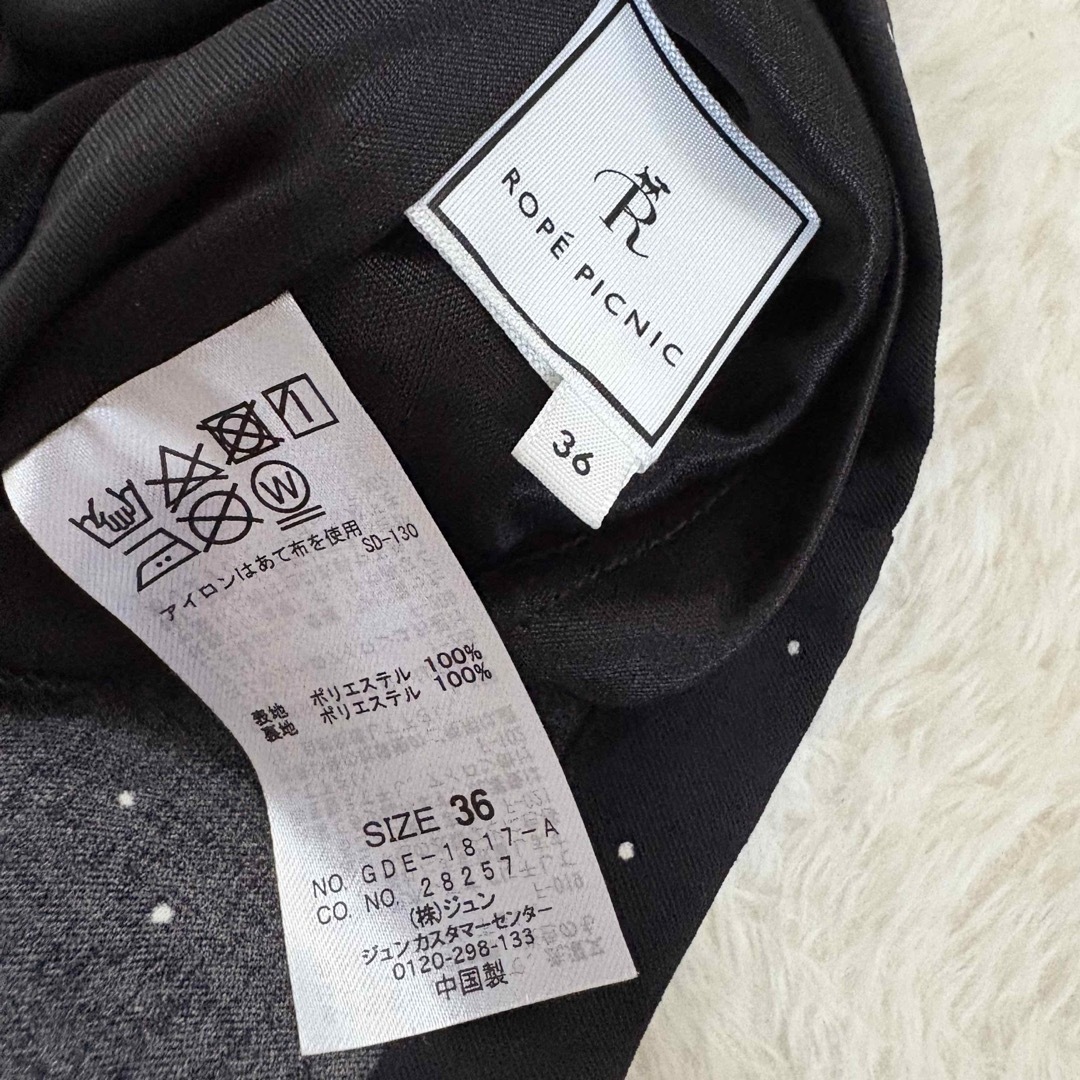 R
ROPÉ PICNIC
36
W
アイロンはあて布を使用
SD-130
表地 ポリエステル 100%
裏地 ポリエステル 100%
SIZE 36
NO. GDE-1817-A
CO. NO. 28257
(株)ジュン
ジュンカスタマーセンター
0120-298-133
中国製